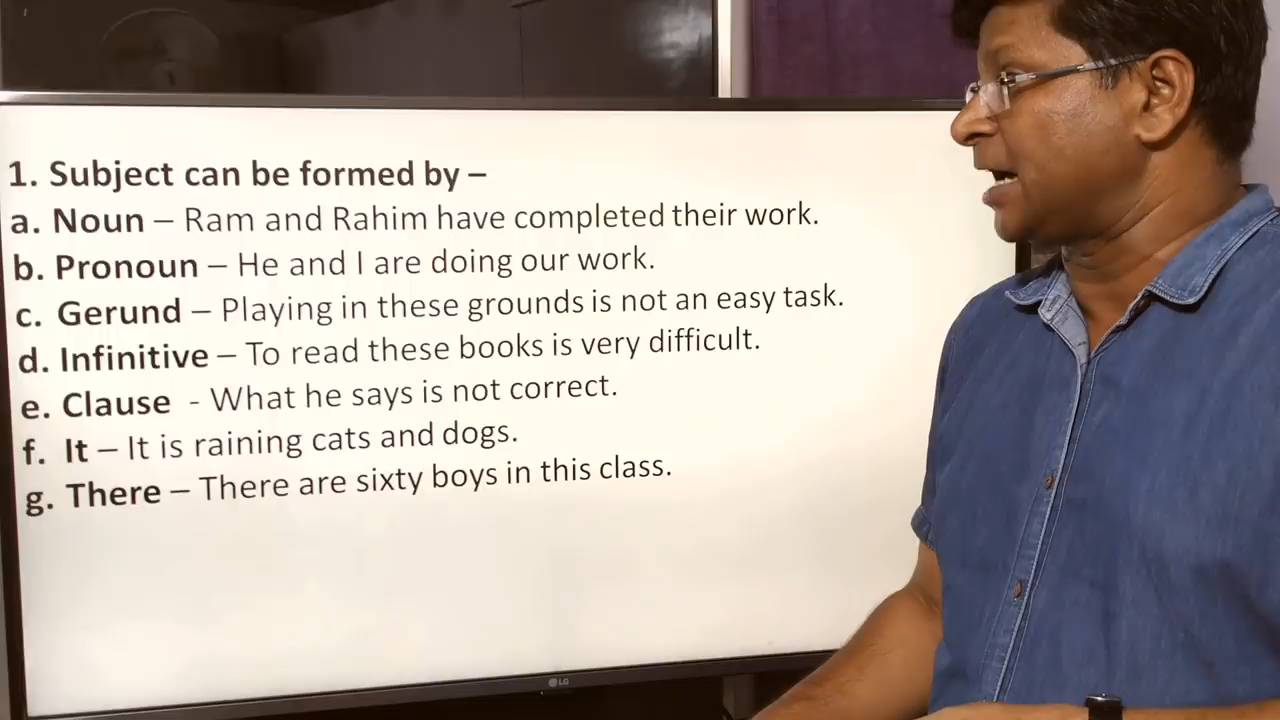 1. Subject can be formed by –
a. Noun – Ram and Rahim have completed their work.
b. Pronoun – He and I are doing our work.
c. Gerund – Playing in these grounds is not an easy task.
d. Infinitive – To read these books is very difficult.
e. Clause - What he says is not correct.
f. It – It is raining cats and dogs.
g. There – There are sixty boys in this class.
LG